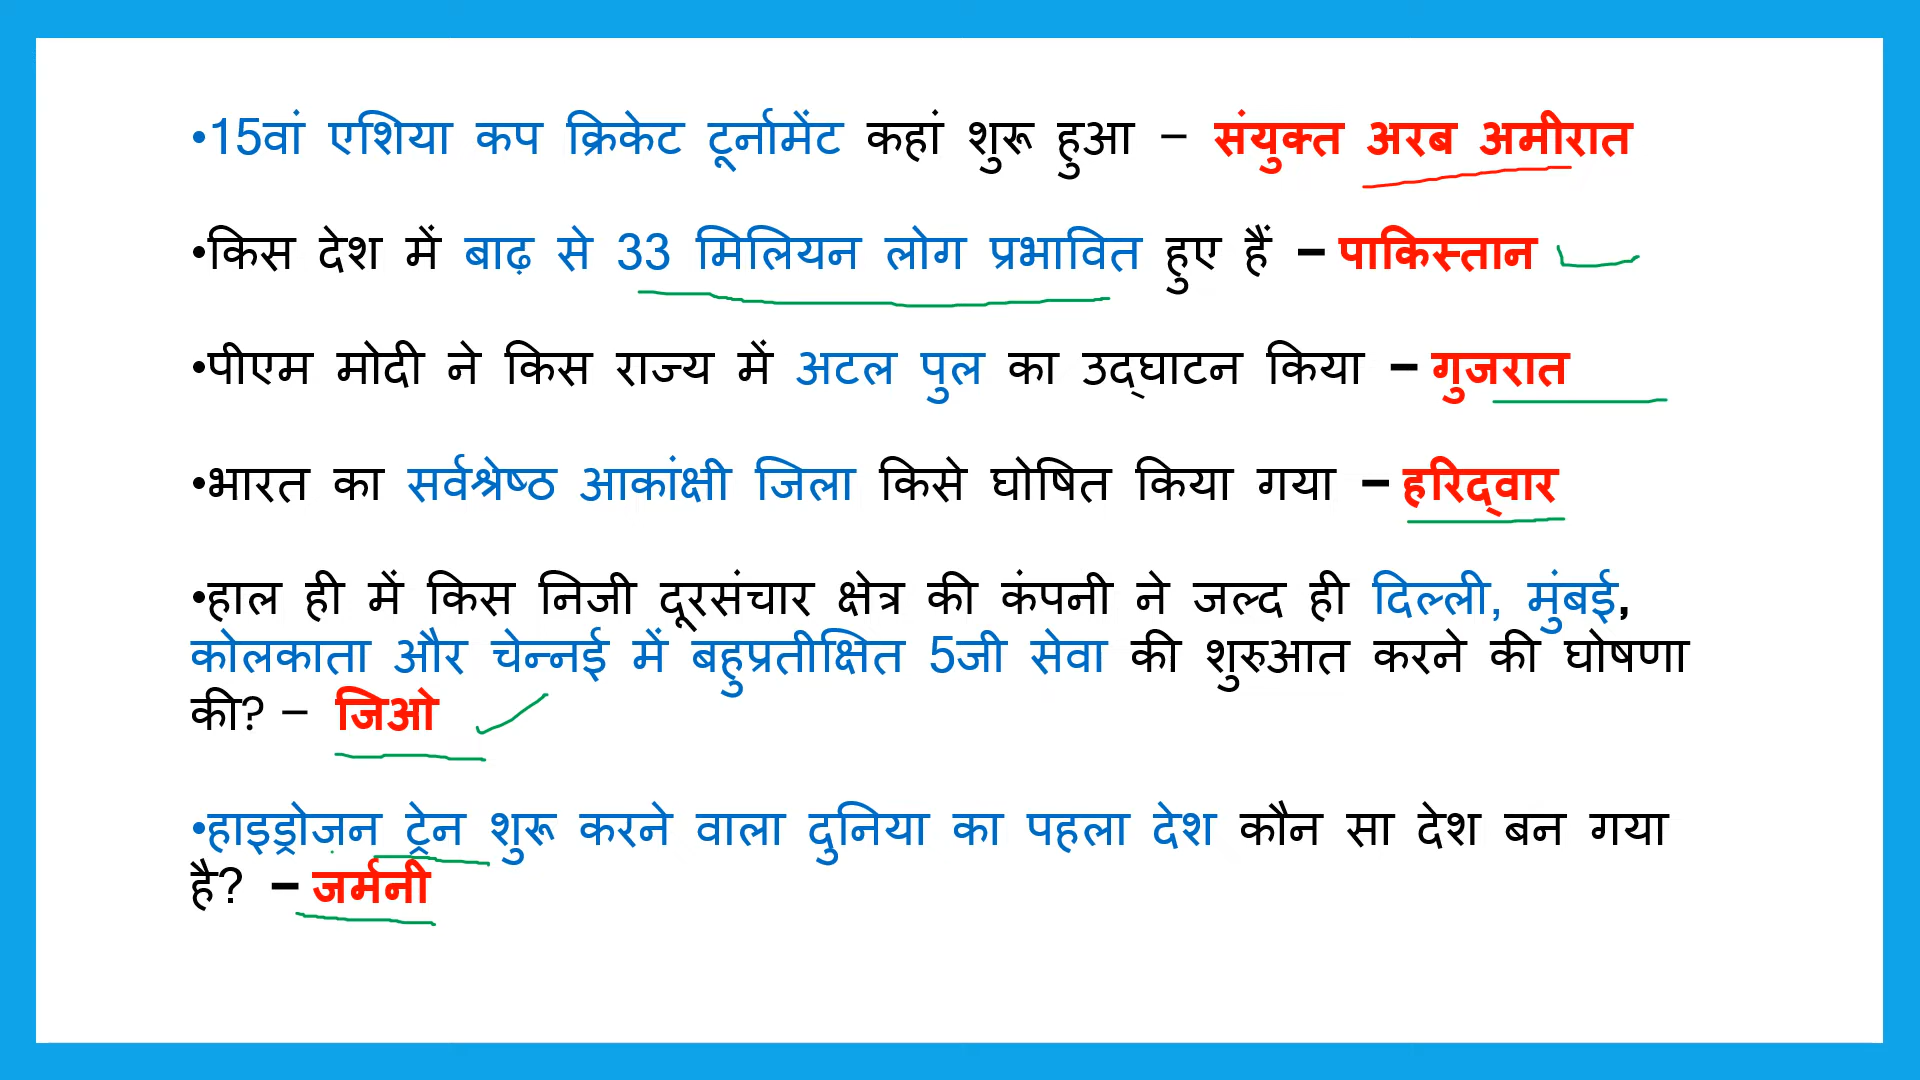 •15वां एशिया कप क्रिकेट टूर्नामेंट कहां शुरू हुआ – संयुक्त अरब अमीरात
•किस देश में बाढ़ से 33 मिलियन लोग प्रभावित हुए हैं – पाकिस्तान
•पीएम मोदी ने किस राज्य में अटल पुल का उद्घाटन किया – गुजरात
•भारत का सर्वश्रेष्ठ आकांक्षी जिला किसे घोषित किया गया – हरिद्वार
•हाल ही में किस निजी दूरसंचार क्षेत्र की कंपनी ने जल्द ही दिल्ली, मुंबई,
कोलकाता और चेन्नई में बहुप्रतीक्षित 5जी सेवा की शुरुआत करने की घोषणा
की? – जिओ
•हाइड्रोजन ट्रेन शुरू करने वाला दुनिया का पहला देश कौन सा देश बन गया
है? – जर्मनी